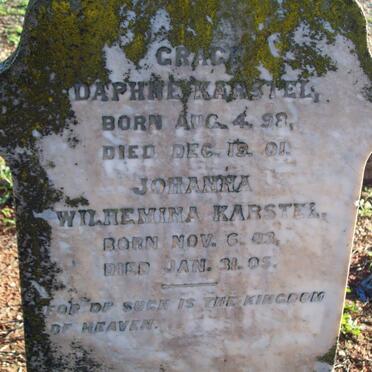 GRACE
DAPHNE KARSTEL,
BORN AUG. 4. 98,
DIED DEC. 13. 01.
JOHANNA
WILHEMINA KARSTEL,
BORN NOV. 6.
DIED JAN. 31. 05.
FOR OF SUCH IS THE KINGDOM
OF HEAVEN.